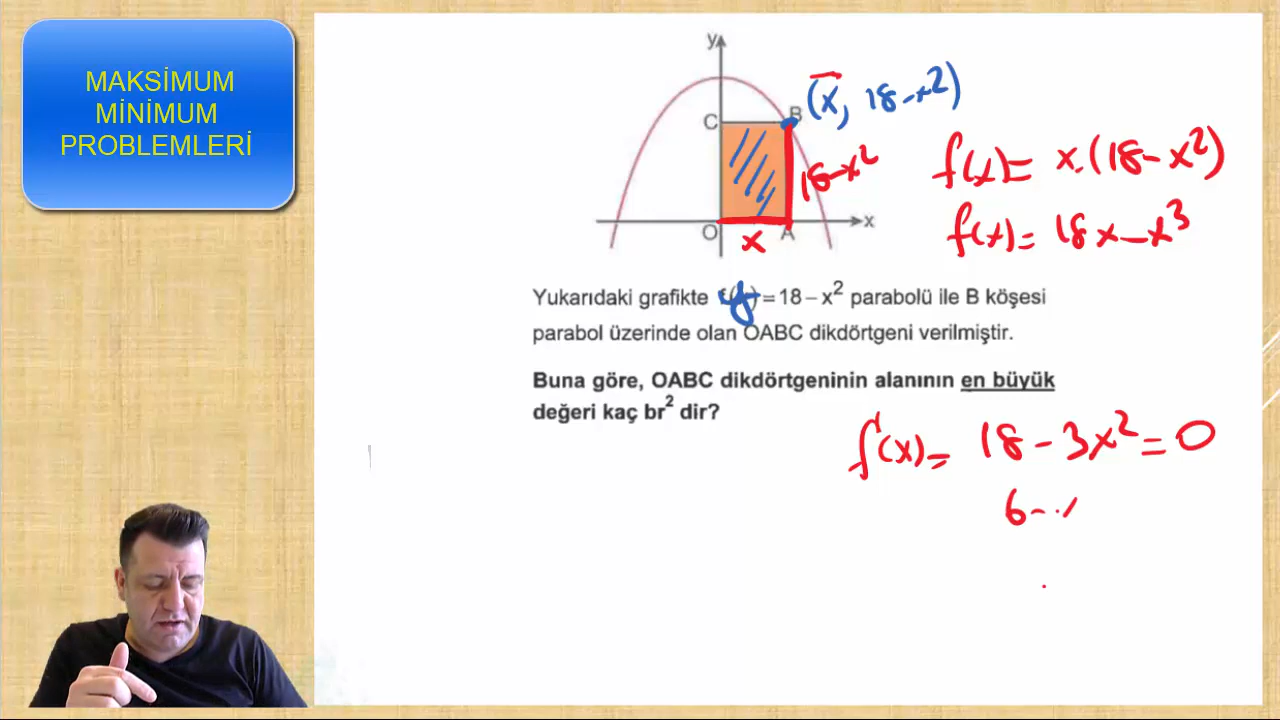 MAKSİMUM
MİNİMUM
PROBLEMLERİ
y
C
B
(x, 18-x²)
18-x²
O
x
A
x
f(x)= x.(18-x²)
f(x)= 18x-x³
Yukarıdaki grafikte y = 18 – x² parabolü ile B köşesi
parabol üzerinde olan OABC dikdörtgeni verilmiştir.
Buna göre, OABC dikdörtgeninin alanının en büyük
değeri kaç br² dir?
f'(x)= 18-3x²=0
6-